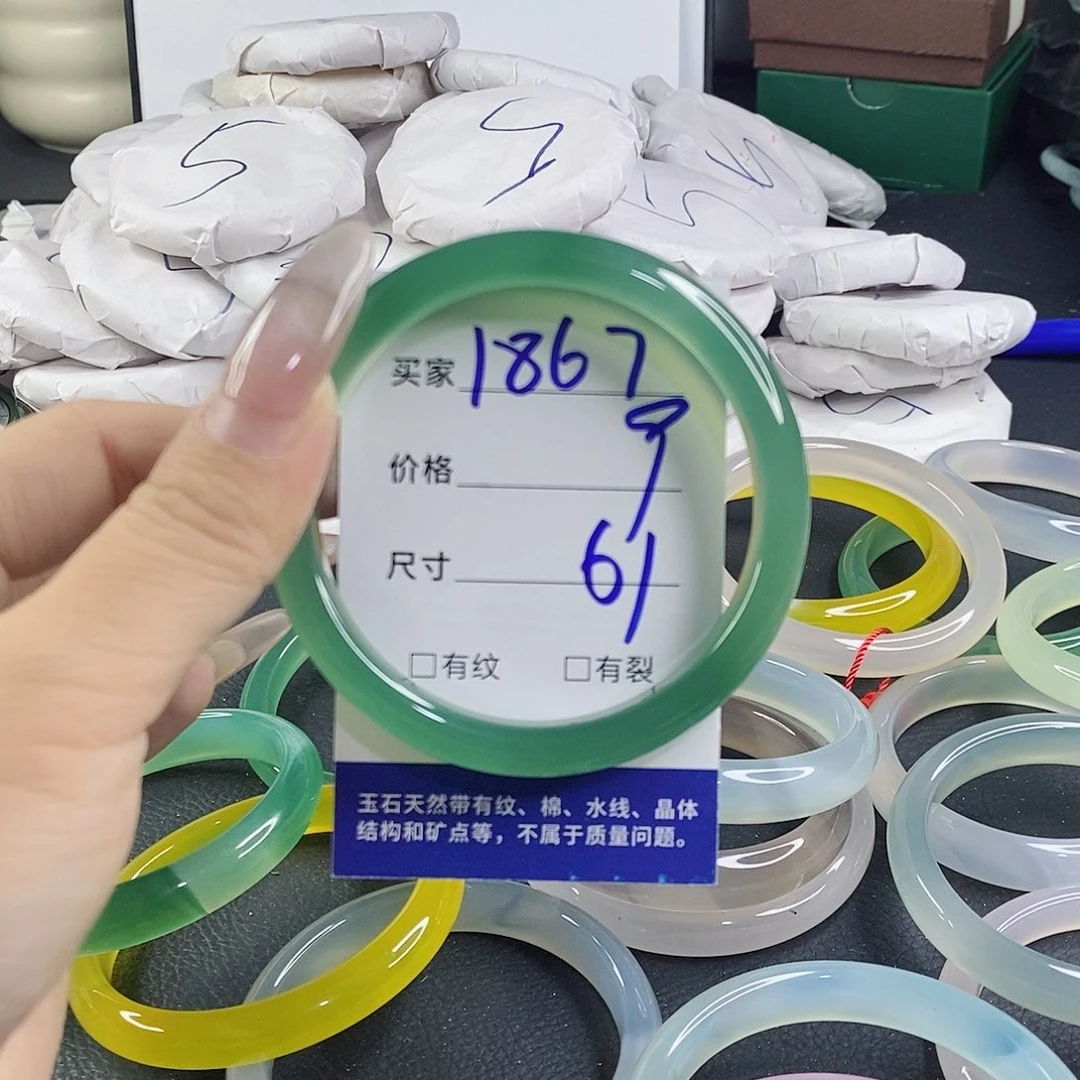 5
5
买家 1867
9
价格
尺寸 61
□有纹 □有裂
玉石天然带有纹、棉、水线、晶体
结构和矿点等，不属于质量问题。